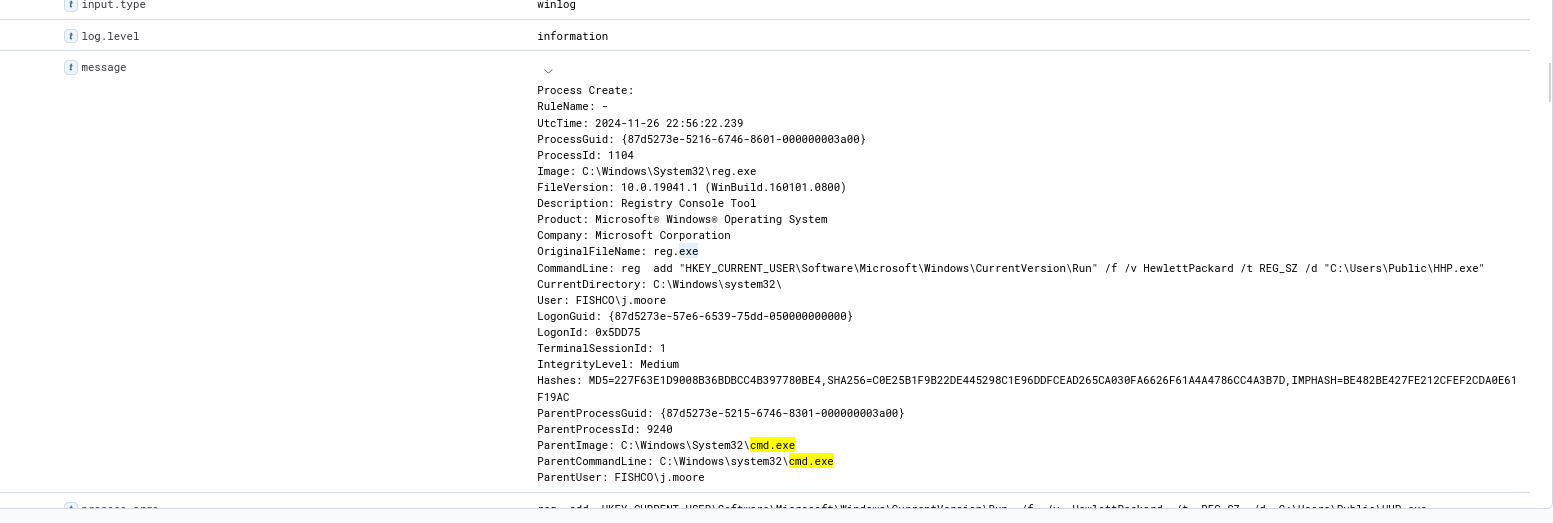 t input.type winlog
t log.level information
t message
Process Create:
RuleName: -
UtcTime: 2024-11-26 22:56:22.239
ProcessGuid: {87d5273e-5216-6746-8601-000000003a00}
ProcessId: 1104
Image: C:\Windows\System32\reg.exe
FileVersion: 10.0.19041.1 (WinBuild.160101.0800)
Description: Registry Console Tool
Product: Microsoft® Windows® Operating System
Company: Microsoft Corporation
OriginalFileName: reg.exe
CommandLine: reg  add "HKEY_CURRENT_USER\Software\Microsoft\Windows\CurrentVersion\Run" /f /v HewlettPackard /t REG_SZ /d "C:\Users\Public\HHP.exe"
CurrentDirectory: C:\Windows\system32\
User: FISHCO\j.moore
LogonGuid: {87d5273e-57e6-6539-75dd-050000000000}
LogonId: 0x5DD75
TerminalSessionId: 1
IntegrityLevel: Medium
Hashes: MD5=227F63E1D9008B36BDBCC4B397780BE4,SHA256=C0E25B1F9B22DE445298C1E96DDFCEAD265CA030FA6626F61A4A4786CC4A3B7D,IMPHASH=BE482BE427FE212CFEF2CDA0E61
F19AC
ParentProcessGuid: {87d5273e-5215-6746-8301-000000003a00}
ParentProcessId: 9240
ParentImage: C:\Windows\System32\cmd.exe
ParentCommandLine: C:\Windows\system32\cmd.exe
ParentUser: FISHCO\j.moore